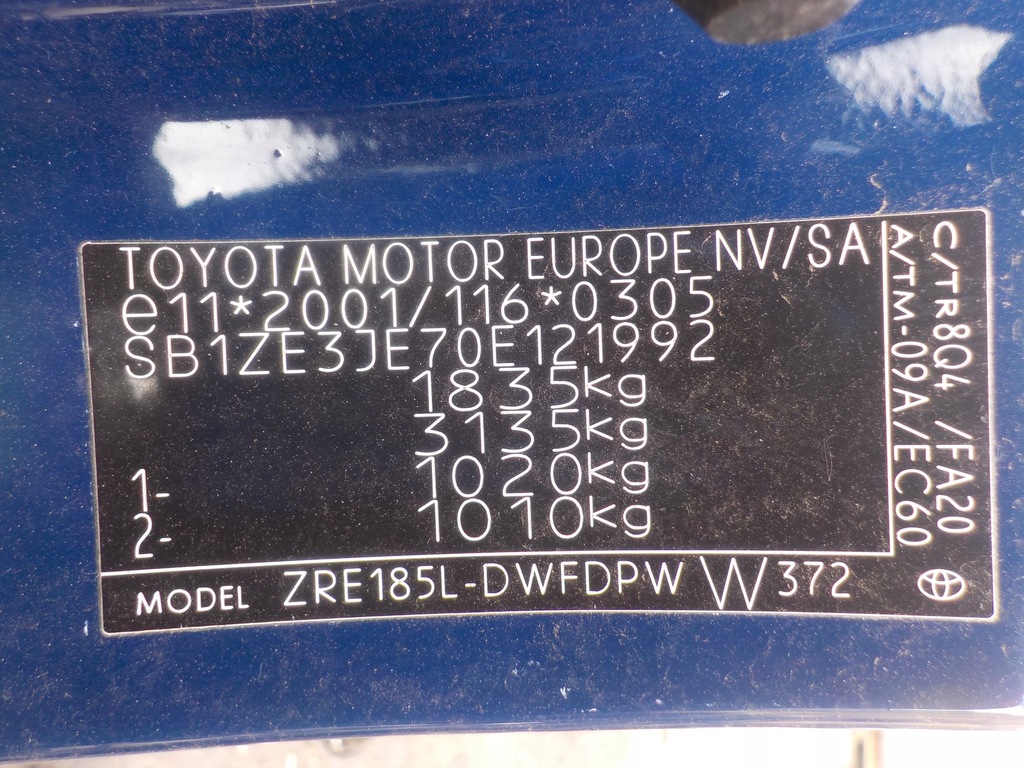 TOYOTA MOTOR EUROPE NV/SA
e11*2001/116*0305
SB1ZE3JE70E121992
1835kg
3135kg
1- 1020kg
2- 1010kg
MODEL ZRE185L-DWFDPW W372
C/TR8Q4 /FA20
A/TM-09A/EC60